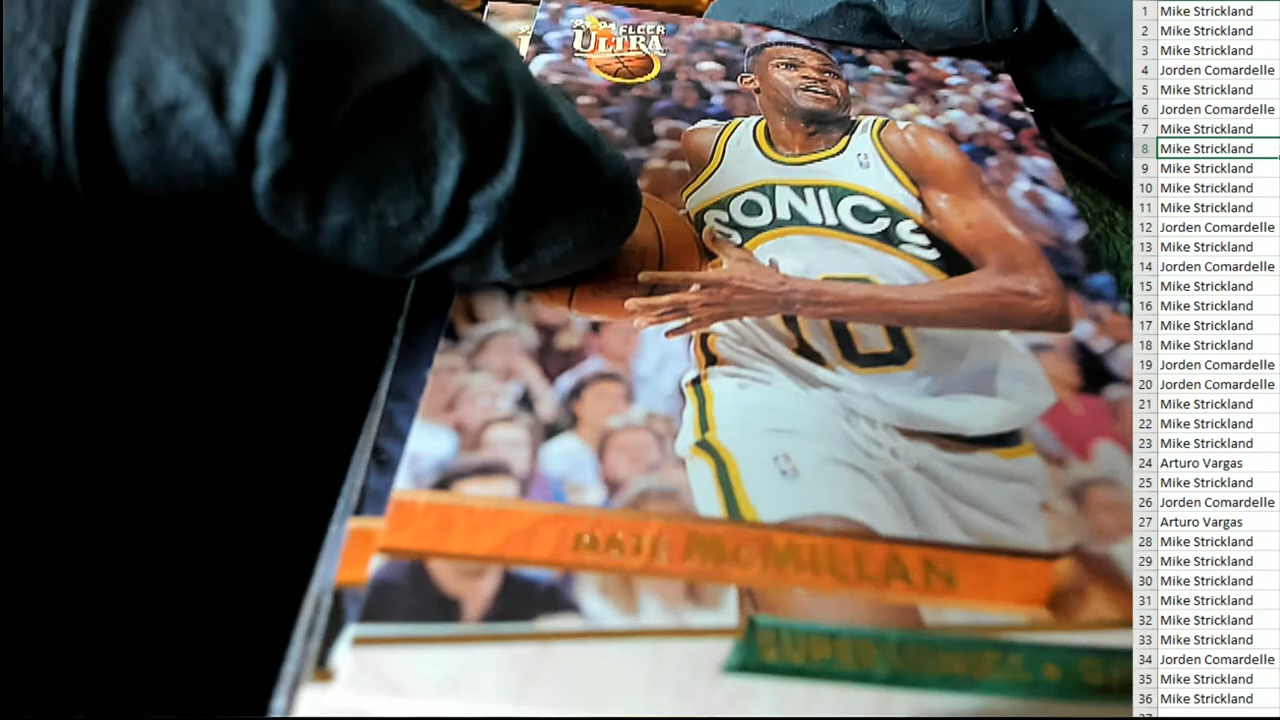 93-94 FLEER
ULTRA
SONICS
10
NATE McMILLAN
SUPERSONICS •
1 Mike Strickland
2 Mike Strickland
3 Mike Strickland
4 Jorden Comardelle
5 Mike Strickland
6 Jorden Comardelle
7 Mike Strickland
8 Mike Strickland
9 Mike Strickland
10 Mike Strickland
11 Mike Strickland
12 Jorden Comardelle
13 Mike Strickland
14 Jorden Comardelle
15 Mike Strickland
16 Mike Strickland
17 Mike Strickland
18 Mike Strickland
19 Jorden Comardelle
20 Jorden Comardelle
21 Mike Strickland
22 Mike Strickland
23 Mike Strickland
24 Arturo Vargas
25 Mike Strickland
26 Jorden Comardelle
27 Arturo Vargas
28 Mike Strickland
29 Mike Strickland
30 Mike Strickland
31 Mike Strickland
32 Mike Strickland
33 Mike Strickland
34 Jorden Comardelle
35 Mike Strickland
36 Mike Strickland